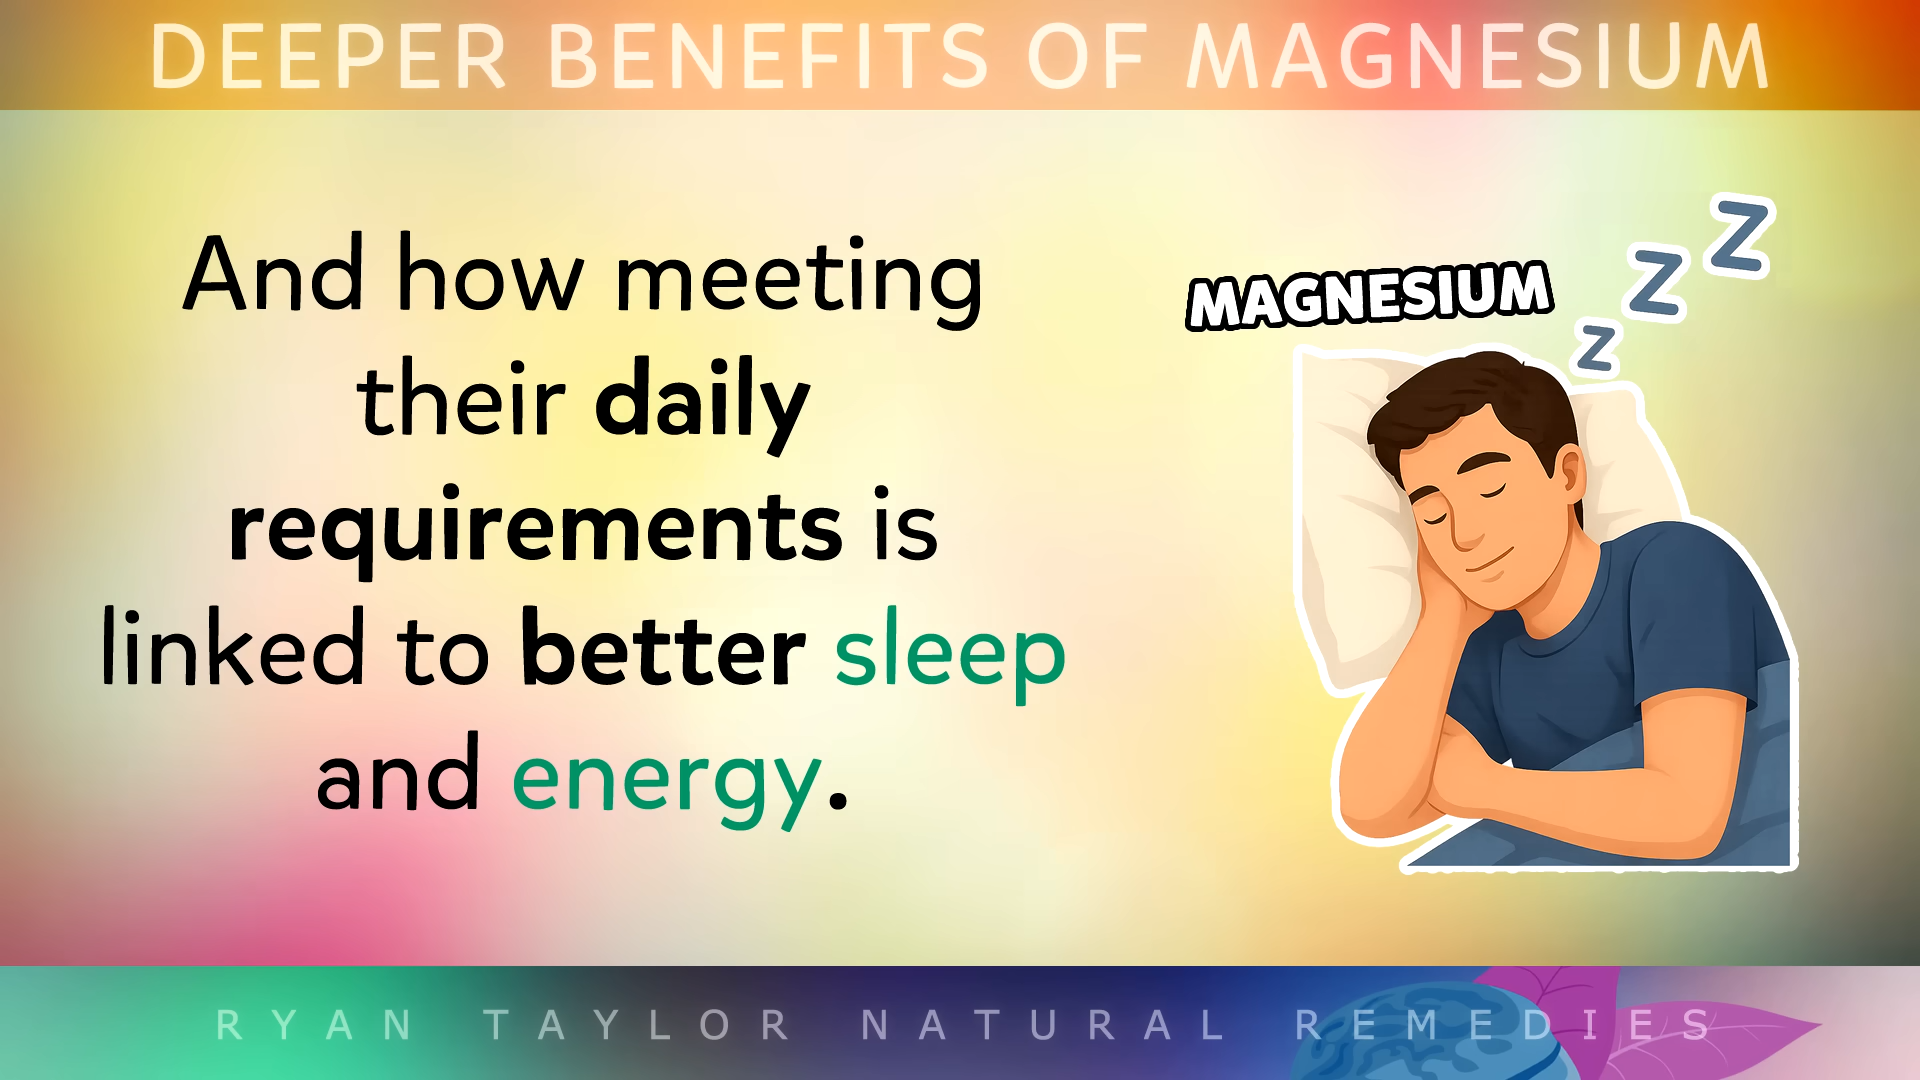 DEEPER BENEFITS OF MAGNESIUM
And how meeting
their daily
requirements is
linked to better sleep
and energy.
MAGNESIUM
Z
Z
Z
RYAN TAYLOR NATURAL REMEDIES